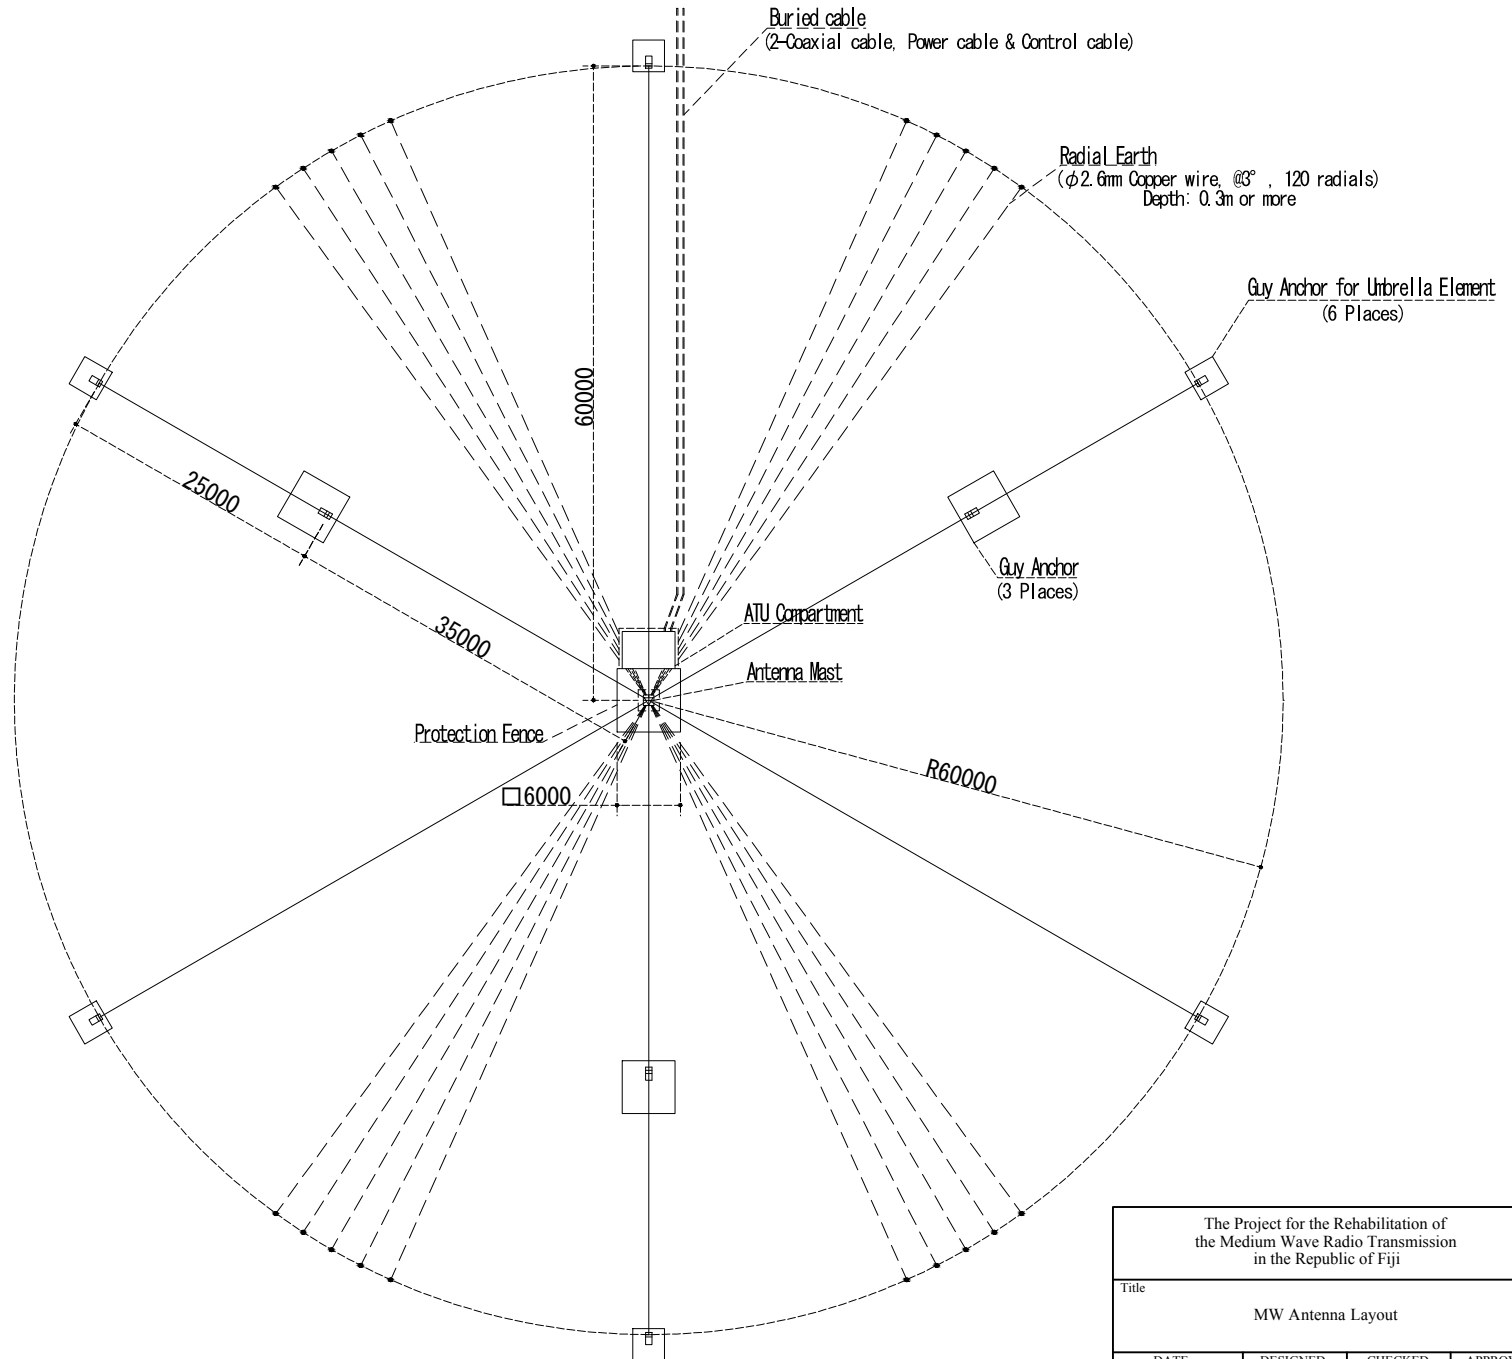 Buried cable
(2-Coaxial cable, Power cable & Control cable)
Radial Earth
(φ2.6mm Copper wire, @3° , 120 radials)
Depth: 0.3m or more
Guy Anchor for Umbrella Element
(6 Places)
60000
25000
Guy Anchor
(3 Places)
35000
ATU Compartment
Antenna Mast
Protection Fence
R60000
□6000
The Project for the Rehabilitation of
the Medium Wave Radio Transmission
in the Republic of Fiji
Title
MW Antenna Layout
DATE DESIGNED CHECKED